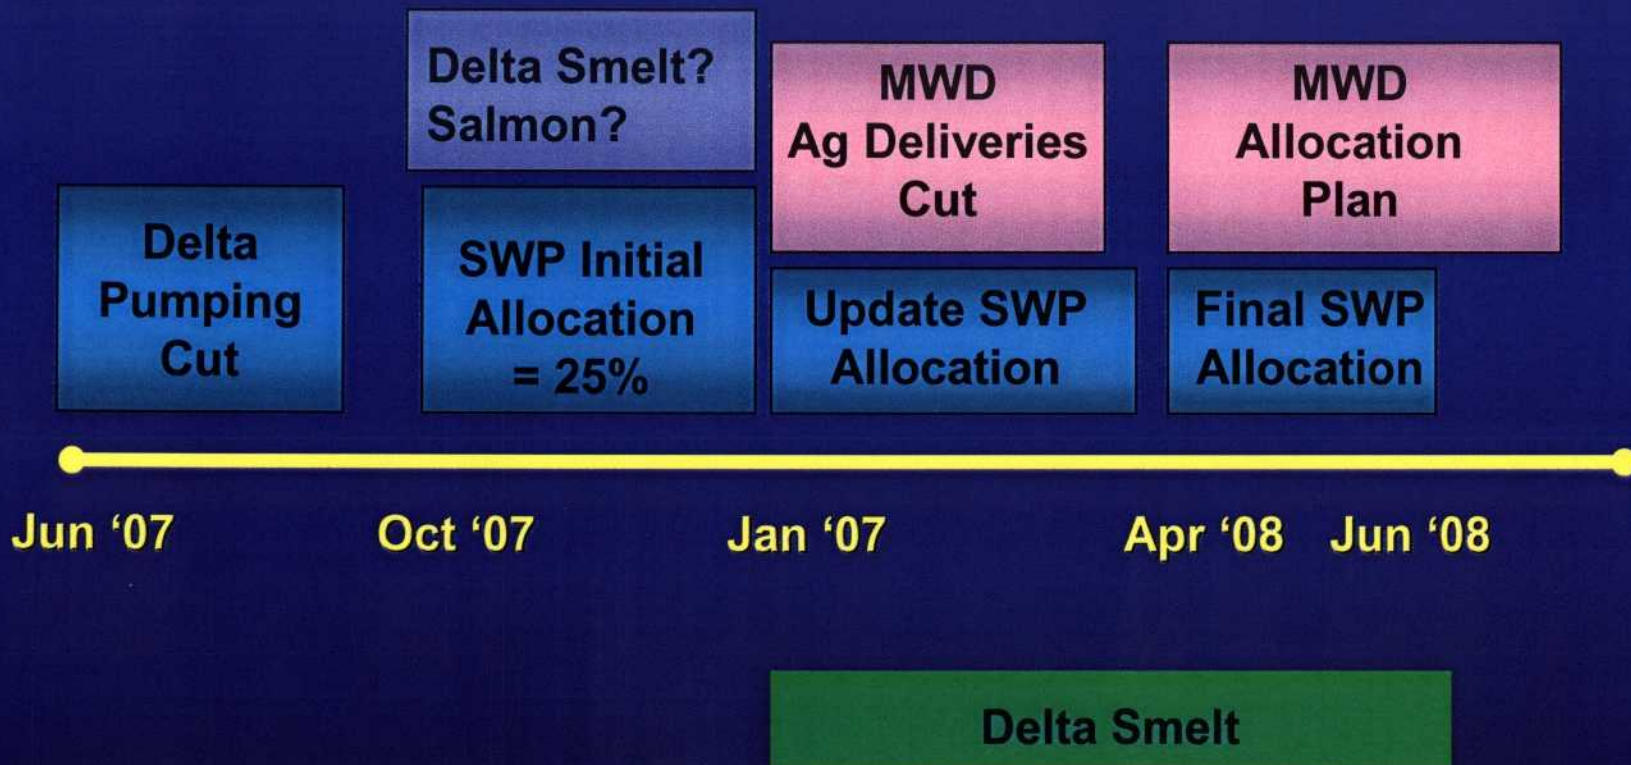 Delta Smelt?
Salmon?
MWD
Ag Deliveries
Cut
MWD
Allocation
Plan
Delta
Pumping
Cut
SWP Initial
Allocation
= 25%
Update SWP
Allocation
Final SWP
Allocation
Jun ‘07
Oct ‘07
Jan ‘07
Apr ‘08
Jun ‘08
Delta Smelt